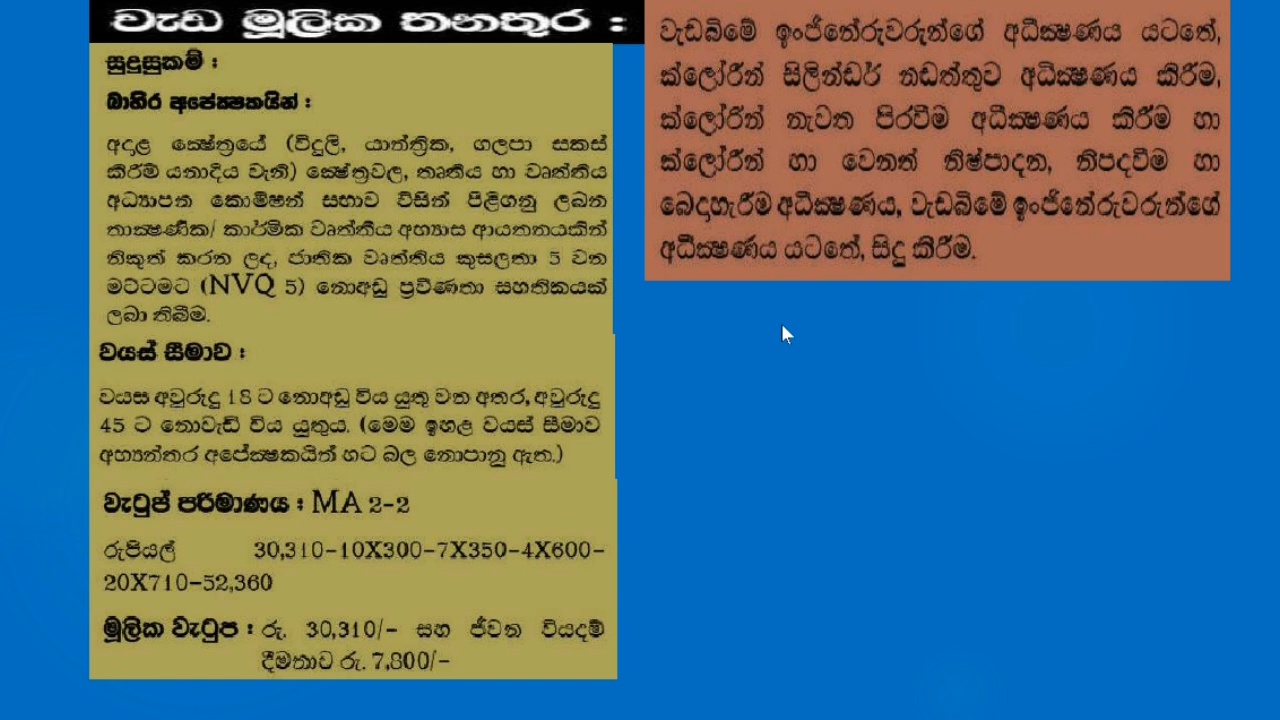 වැඩ මූලික තනතුර :
සුදුසුකම් :
බාහිර අපේක්‍ෂකයින් :
අදාළ ක්‍ෂේත්‍රයේ (විදුලි, යාන්ත්‍රික, ගලපා සකස්
කිරීම් යනාදිය වැනි) ක්‍ෂේත්‍රවල, තෘතිය හා වෘත්තිය
අධ්‍යාපන කොමිෂන් සභාව විසින් පිළිගනු ලබන
තාක්‍ෂණික/ කාර්මික වෘත්තිය අභ්‍යාස ආයතනයකින්
නිකුත් කරන ලද, ජාතික වෘත්තිය කුසලතා 5 වන
මට්ටමට (NVQ 5) නොඅඩු ප්‍රවීණතා සහතිකයක්
ලබා තිබීම.
වයස් සීමාව :
වයස අවුරුදු 18 ට නොඅඩු විය යුතු වන අතර, අවුරුදු
45 ට නොවැඩි විය යුතුය. (මෙම ඉහළ වයස් සීමාව
අභ්‍යන්තර අපේක්‍ෂකයින් හට බල නොපානු ඇත.)
වැටුප් පරිමාණය : MA 2-2
රුපියල් 30,310-10X300-7X350-4X600-
20X710-52,360
මූලික වැටුප : රු. 30,310/- සහ ජීවන වියදම්
දීමනාව රු. 7,800/-
වැඩබිමේ ඉංජිනේරුවරුන්ගේ අධීක්‍ෂණය යටතේ,
ක්ලෝරීන් සිලින්ඩර් නඩත්තුව අධික්‍ෂණය කිරීම,
ක්ලෝරින් නැවත පිරවීම අධීක්‍ෂණය කිරීම හා
ක්ලෝරීන් හා වෙනත් නිෂ්පාදන, නිපදවීම හා
බෙදාහැරීම අධීක්‍ෂණය, වැඩබිමේ ඉංජිනේරුවරුන්ගේ
අධීක්‍ෂණය යටතේ, සිදු කිරීම.